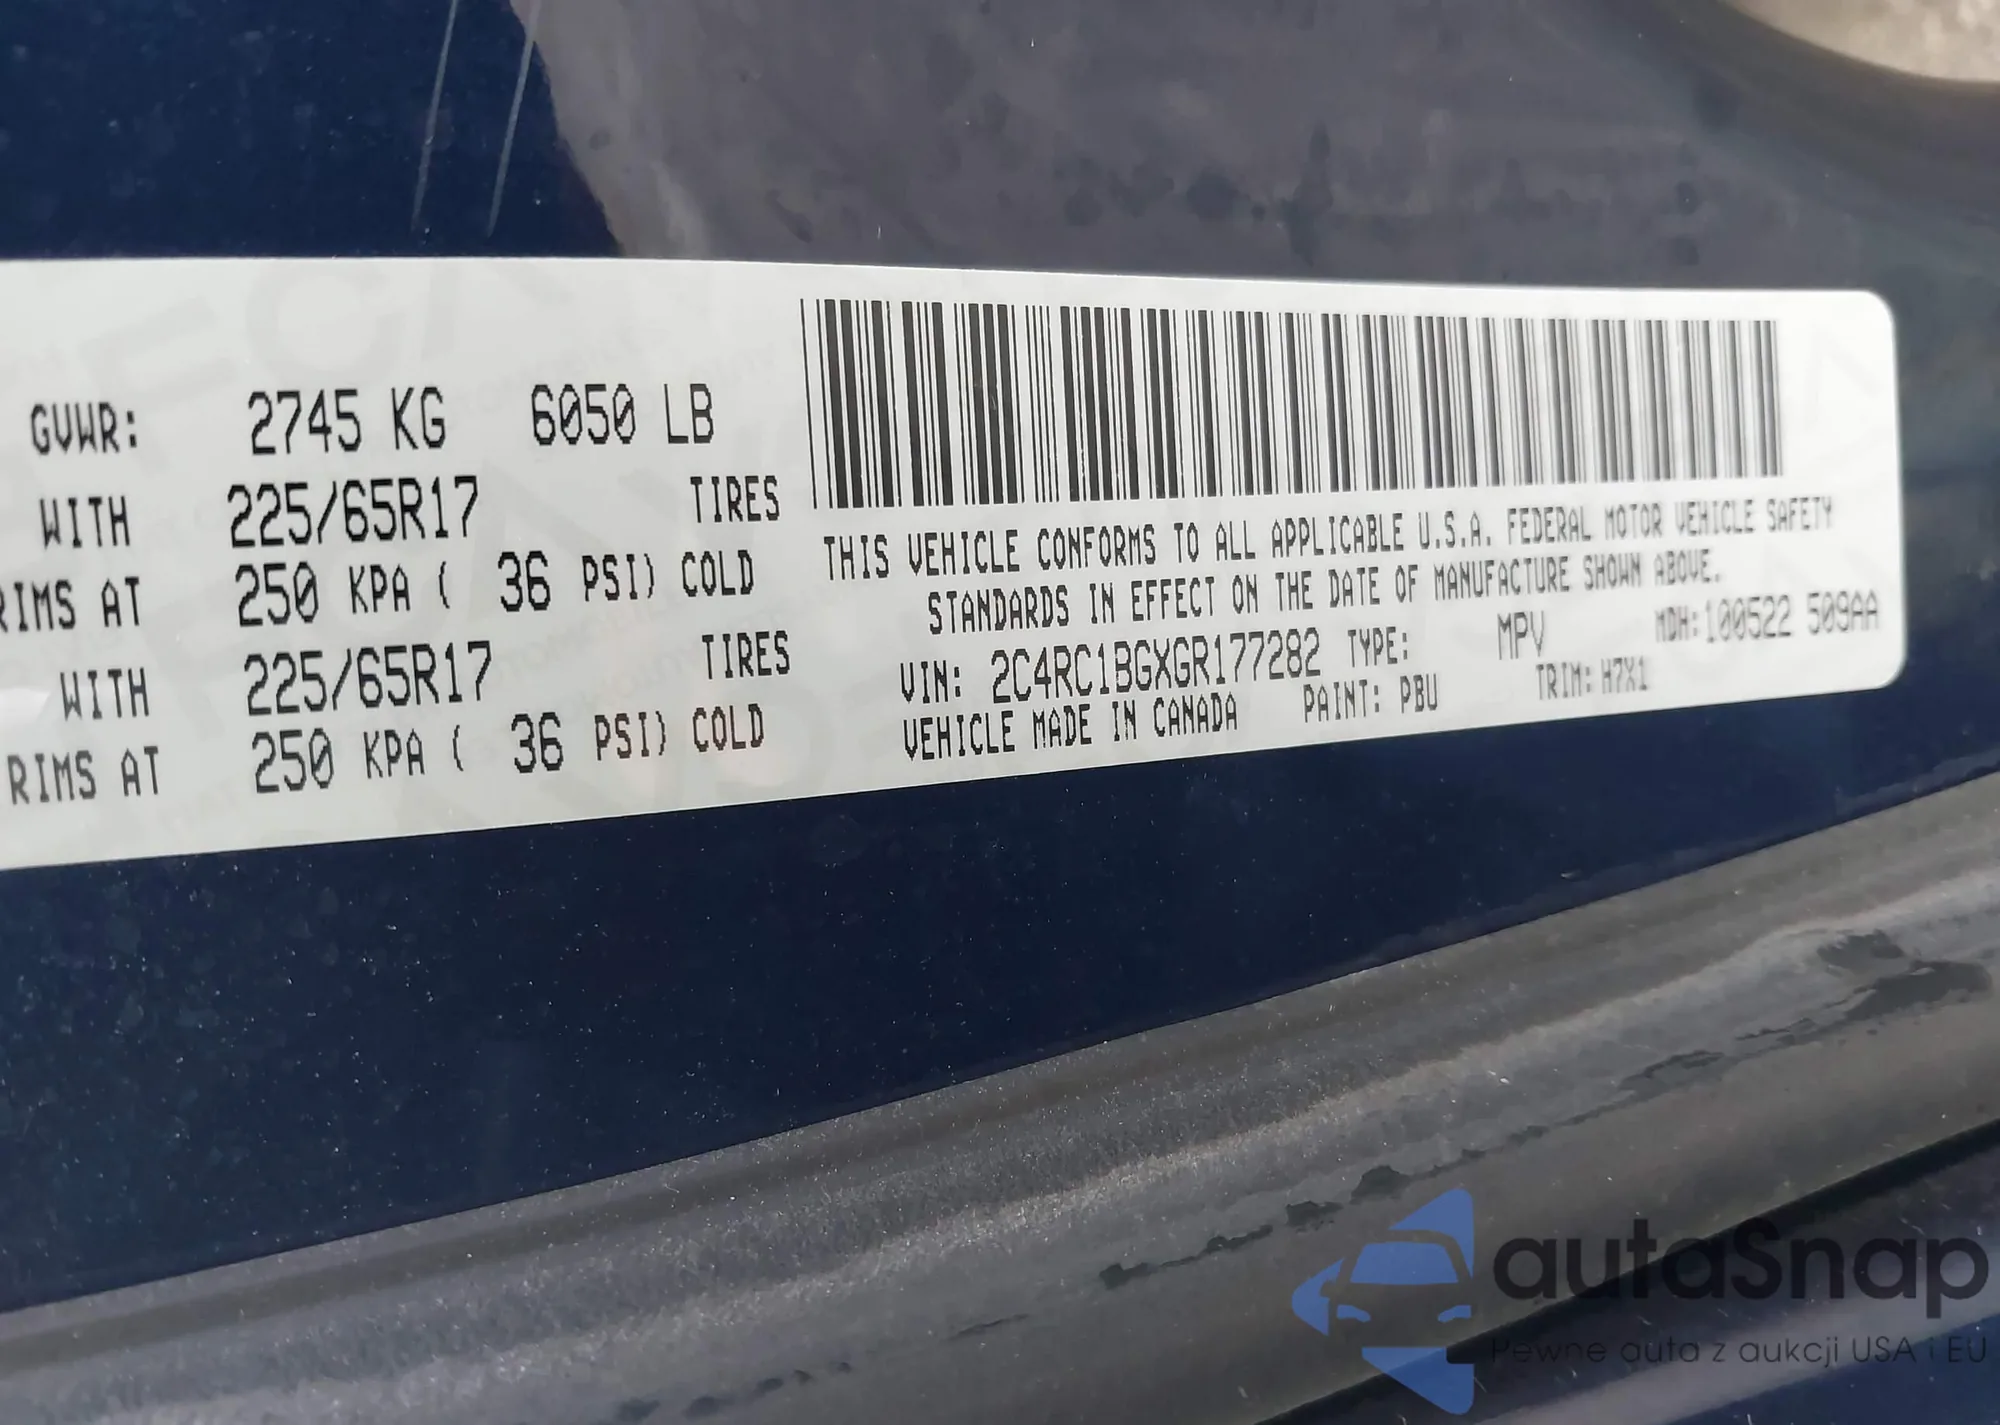 GVWR: 2745 KG 6050 LB
WITH 225/65R17 TIRES
RIMS AT 250 KPA ( 36 PSI) COLD
WITH 225/65R17 TIRES
RIMS AT 250 KPA ( 36 PSI) COLD
THIS VEHICLE CONFORMS TO ALL APPLICABLE U.S.A. FEDERAL MOTOR VEHICLE SAFETY
STANDARDS IN EFFECT ON THE DATE OF MANUFACTURE SHOWN ABOVE.
VIN: 2C4RC1BGXGR177282 TYPE: MPV MDH:100522 509AA
VEHICLE MADE IN CANADA PAINT: PBU TRIM: H7X1
autaSnap
Pewne auta z aukcji USA i EU